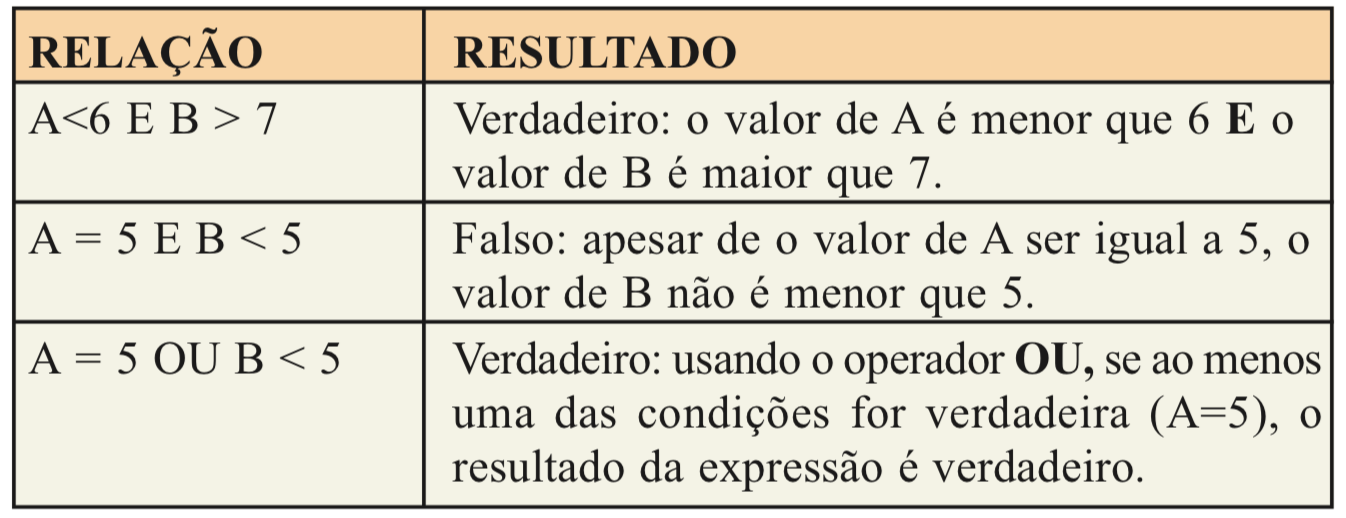 RELAÇÃO RESULTADO
A<6 E B > 7 Verdadeiro: o valor de A é menor que 6 E o
valor de B é maior que 7.
A = 5 E B < 5 Falso: apesar de o valor de A ser igual a 5, o
valor de B não é menor que 5.
A = 5 OU B < 5 Verdadeiro: usando o operador OU, se ao menos
uma das condições for verdadeira (A=5), o
resultado da expressão é verdadeiro.